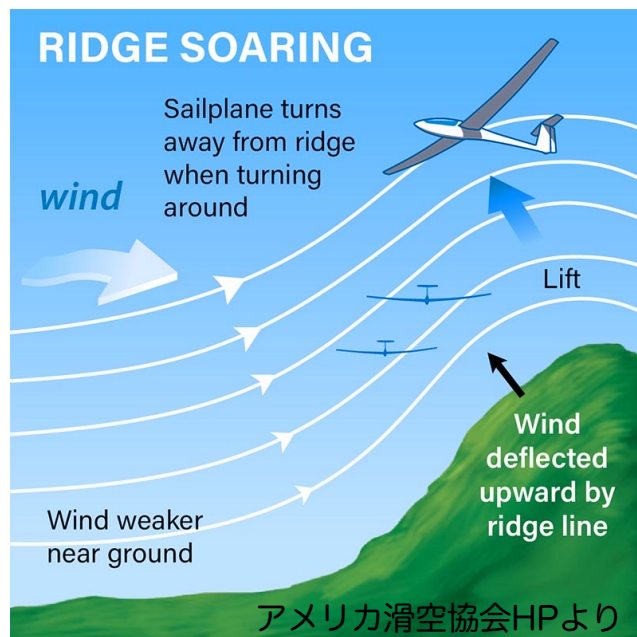 RIDGE SOARING
Sailplane turns
away from ridge
when turning
around
wind
Lift
Wind
deflected
upward by
ridge line
Wind weaker
near ground
アメリカ滑空協会HPより